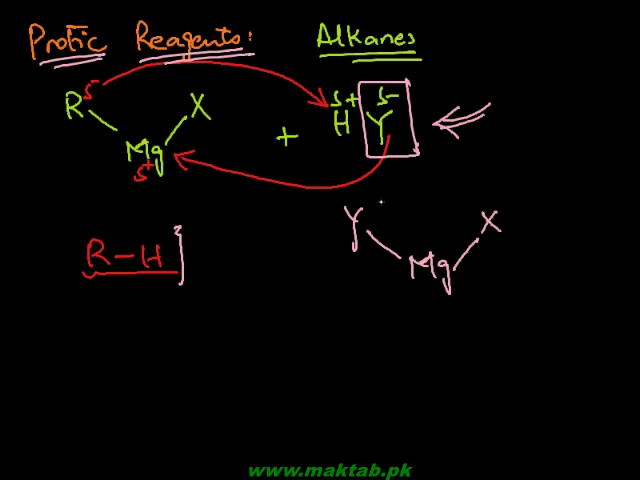 Protic Reagents: Alkanes
R δ- X δ+ δ-
Mg + H Y
δ+
Y X
R-H Mg
www.maktab.pk